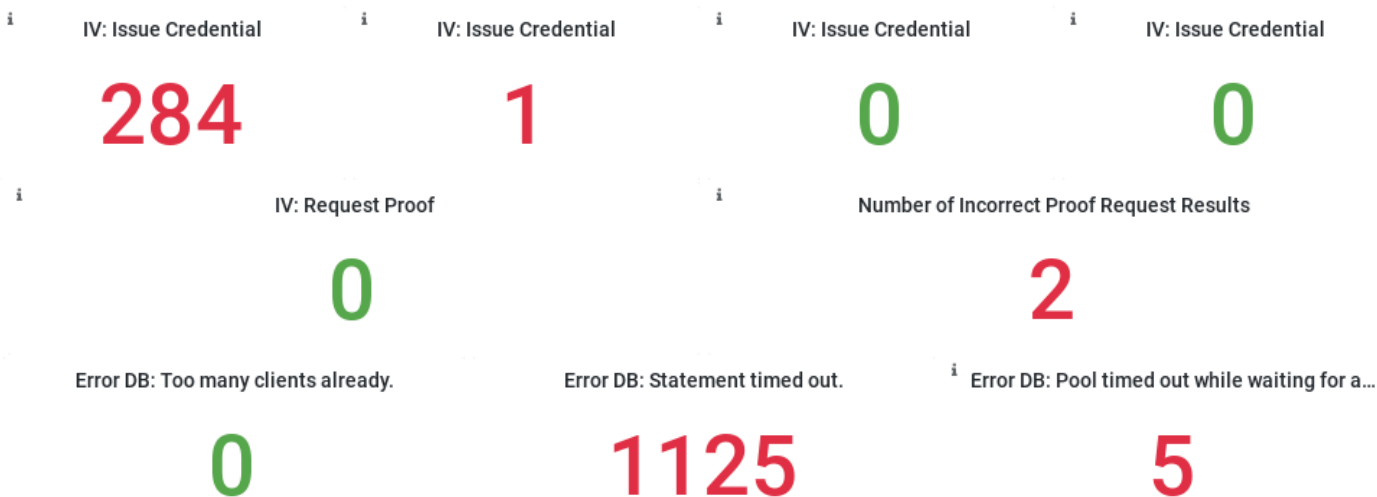 i IV: Issue Credential i IV: Issue Credential i IV: Issue Credential i IV: Issue Credential
284 1 0 0
i IV: Request Proof i Number of Incorrect Proof Request Results
0 2
Error DB: Too many clients already. Error DB: Statement timed out. i Error DB: Pool timed out while waiting for a...
0 1125 5